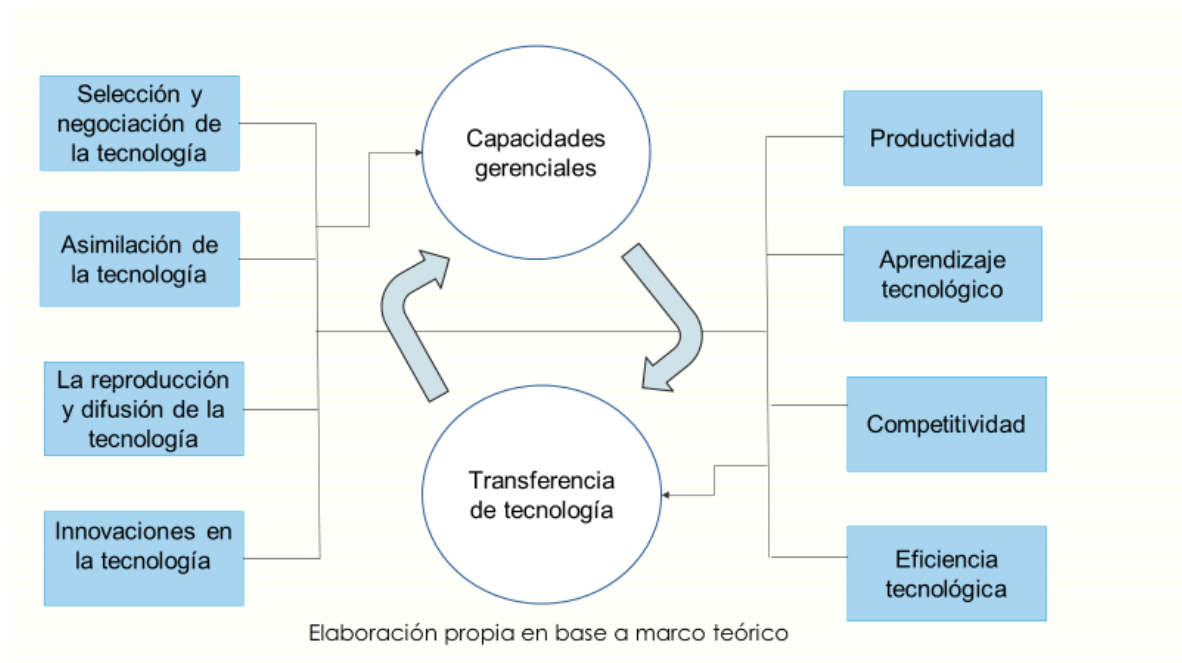 Selección y
negociación de
la tecnología
Asimilación de
la tecnología
La reproducción
y difusión de la
tecnología
Innovaciones en
la tecnología
Capacidades
gerenciales
Transferencia
de tecnología
Productividad
Aprendizaje
tecnológico
Competitividad
Eficiencia
tecnológica
Elaboración propia en base a marco teórico